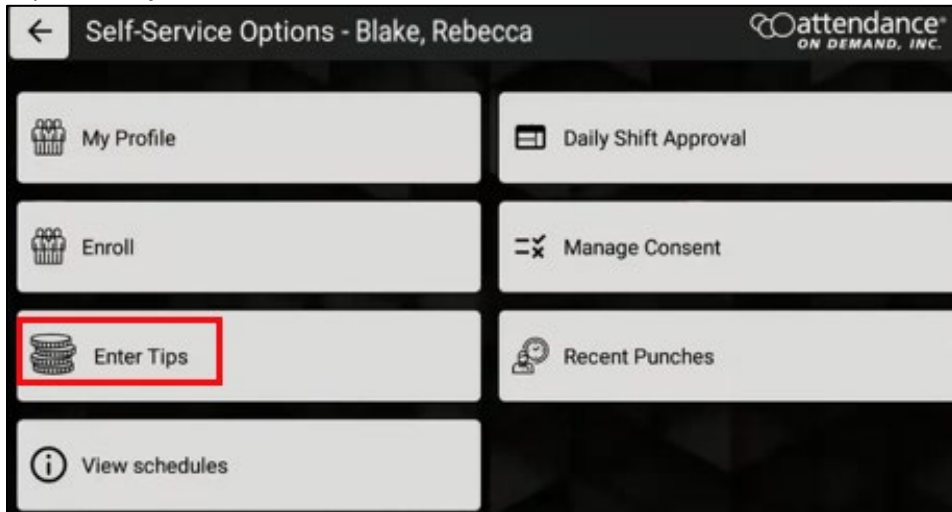 Self-Service Options - Blake, Rebecca
attendance
ON DEMAND, INC.
My Profile
Daily Shift Approval
Enroll
Manage Consent
Enter Tips
Recent Punches
View schedules